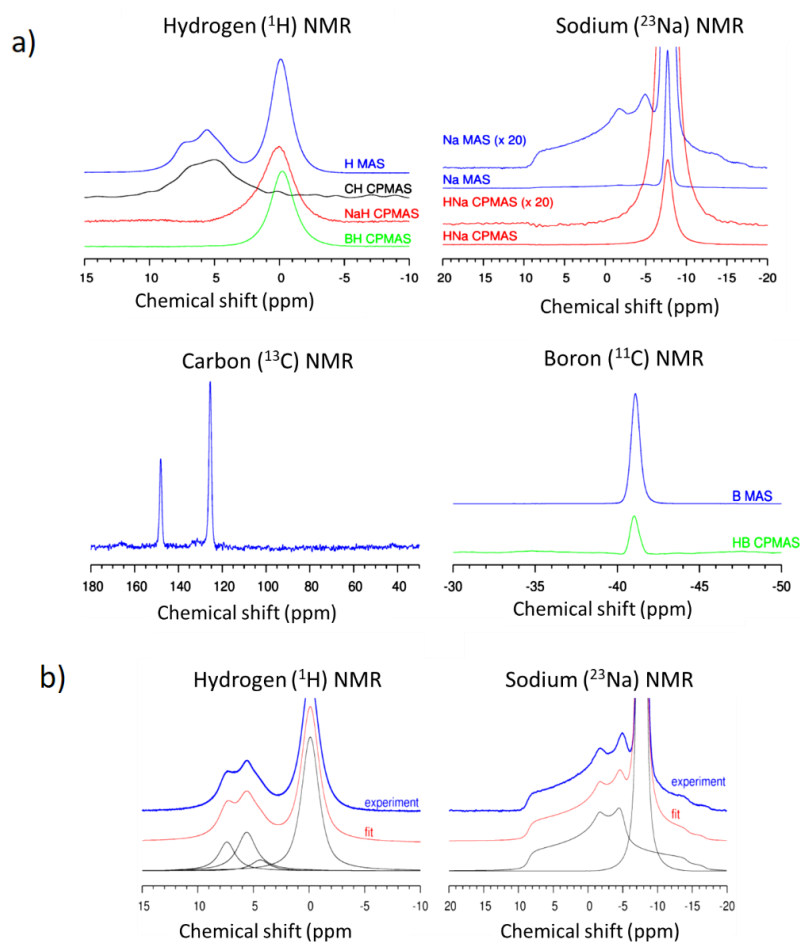 a)
Hydrogen (¹H) NMR
H MAS
CH CPMAS
NaH CPMAS
BH CPMAS
15 10 5 0 -5 -10
Chemical shift (ppm)
Sodium (²³Na) NMR
Na MAS (x 20)
Na MAS
HNa CPMAS (x 20)
HNa CPMAS
20 15 10 5 0 -5 -10 -15 -20
Chemical shift (ppm)
Carbon (¹³C) NMR
180 160 140 120 100 80 60 40
Chemical shift (ppm)
Boron (¹¹C) NMR
B MAS
HB CPMAS
-30 -35 -40 -45 -50
Chemical shift (ppm)
b)
Hydrogen (¹H) NMR
experiment
fit
15 10 5 0 -5 -10
Chemical shift (ppm
Sodium (²³Na) NMR
experiment
fit
20 15 10 5 0 -5 -10 -15 -20
Chemical shift (ppm)